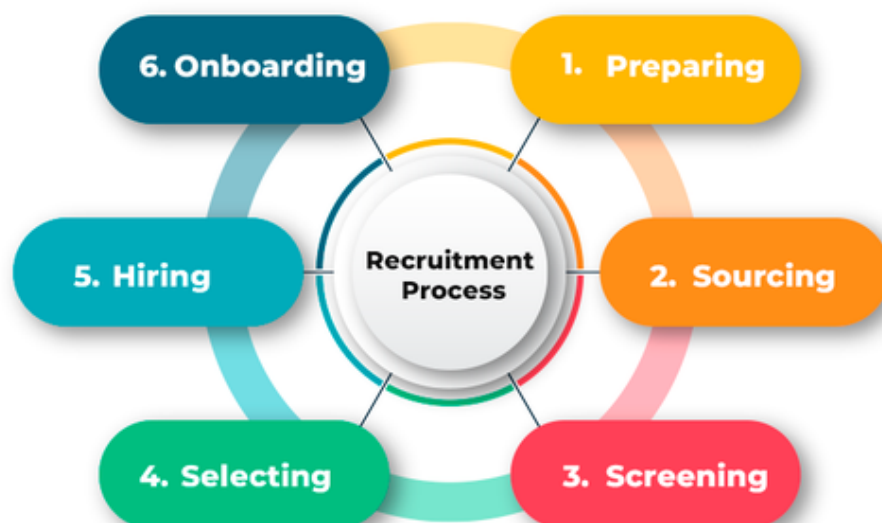 6. Onboarding
1. Preparing
5. Hiring
Recruitment
Process
2. Sourcing
4. Selecting
3. Screening